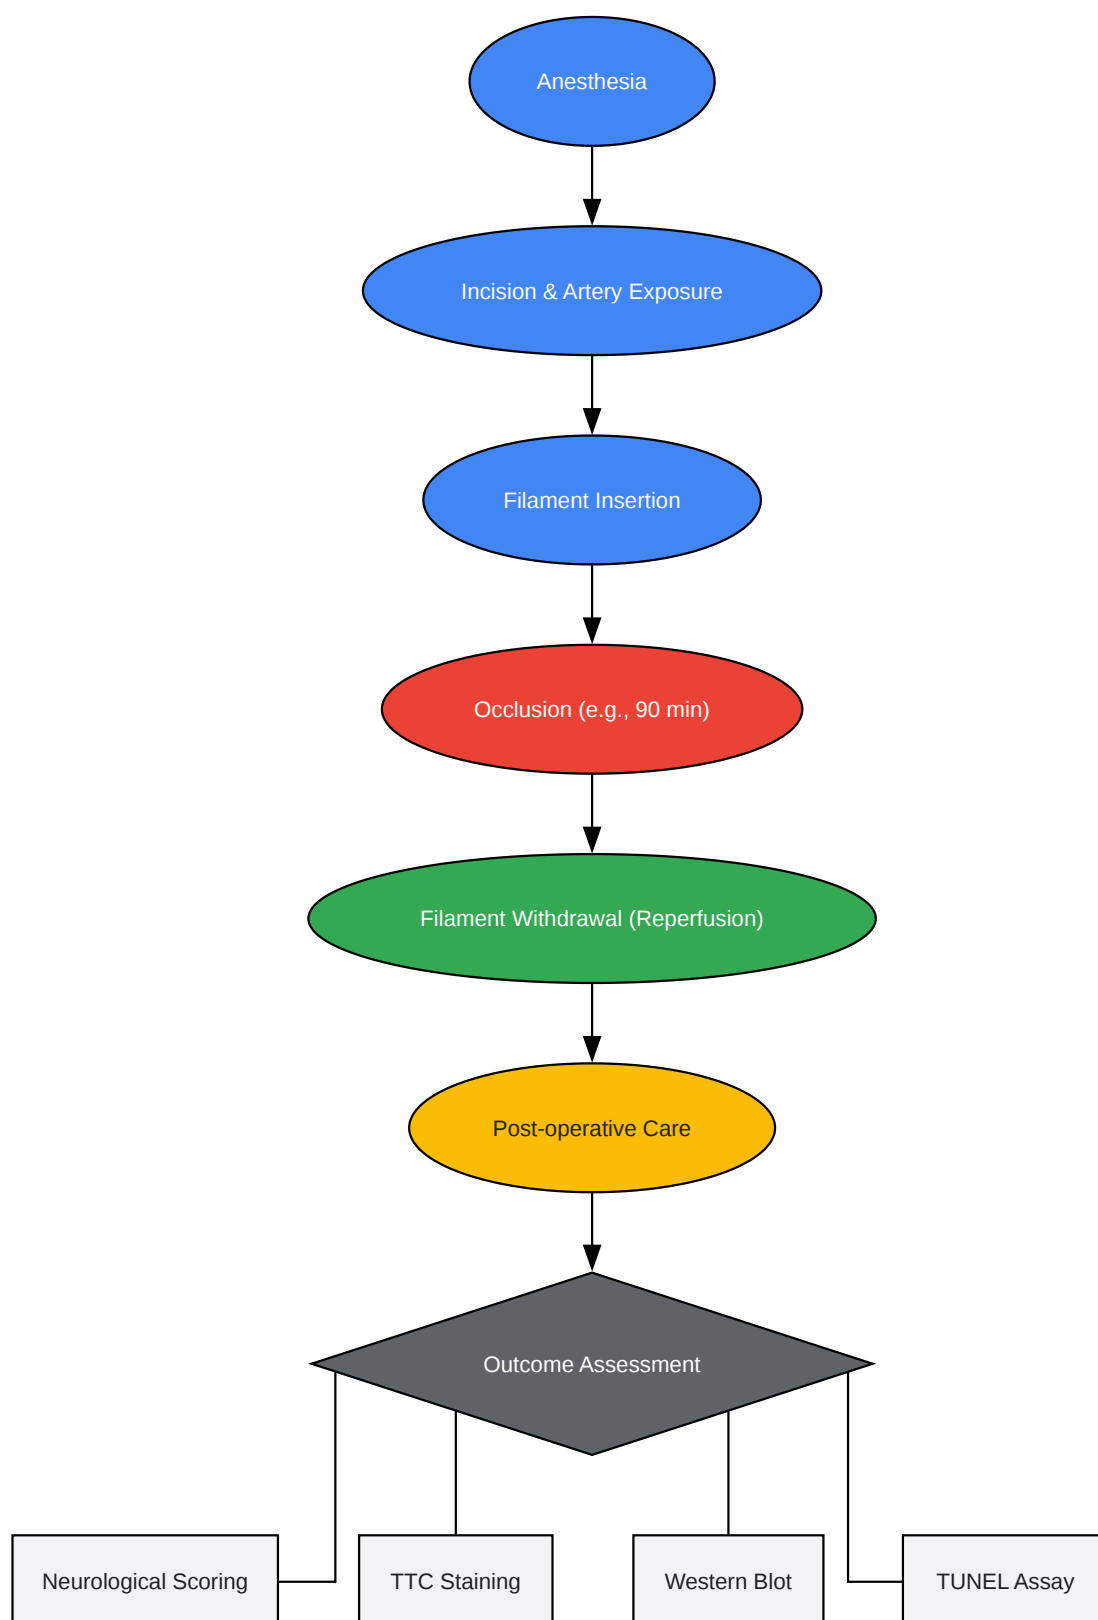 Anesthesia
Incision & Artery Exposure
Filament Insertion
Occlusion (e.g., 90 min)
Filament Withdrawal (Reperfusion)
Post-operative Care
Outcome Assessment
Neurological Scoring
TTC Staining
Western Blot
TUNEL Assay